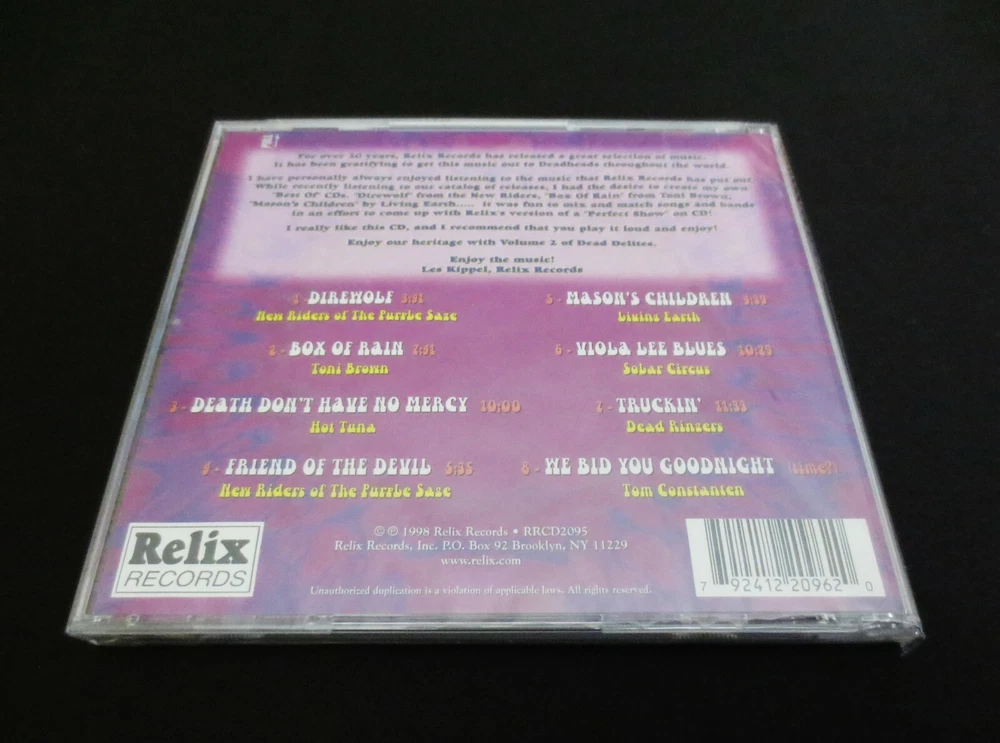 For over 20 years, Relix Records has released a great selection of music.
It has been gratifying to get this music out to Deadheads throughout the world.
I have personally always enjoyed listening to the music that Relix Records has put out.
While recently listening to our catalog of releases, I had the desire to create my own
'Best Of' CDs. 'Direwolf' from the New Riders, 'Box Of Rain' from Toni Brown,
'Mason's Children' by Living Earth..... It was fun to mix and match songs and bands
in an effort to come up with Relix's version of a 'Perfect Show' on CD!
I really like this CD, and I recommend that you play it loud and enjoy!
Enjoy our heritage with Volume 2 of Dead Delites.
Enjoy the music!
Les Kippel, Relix Records
1 - DIREWOLF
New Riders of The Purple Sage
2 - BOX OF RAIN 7:51
Toni Brown
3 - DEATH DON'T HAVE NO MERCY 10:00
Hot Tuna
4 - FRIEND OF THE DEVIL 5:35
New Riders of The Purple Sage
5 - MASON'S CHILDREN
Living Earth
6 - VIOLA LEE BLUES
Solar Circus
7 - TRUCKIN'
Dead Ringers
8 - WE BID YOU GOODNIGHT (time?)
Tom Constanten
Relix
RECORDS
© ℗ 1998 Relix Records • RRCD2095
Relix Records, Inc. P.O. Box 92 Brooklyn, NY 11229
www.relix.com
Unauthorized duplication is a violation of applicable laws. All rights reserved.
7 92412 20962 0